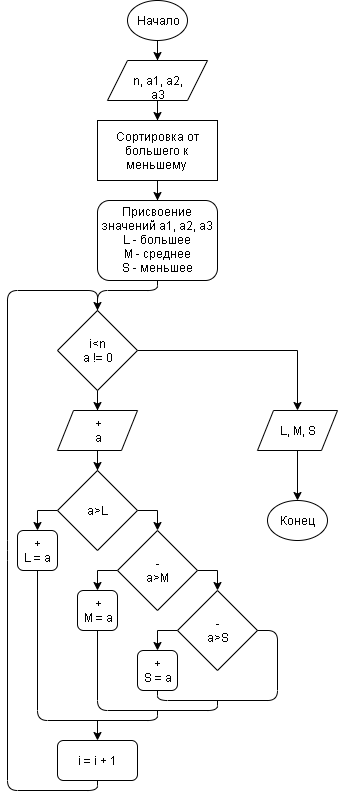 Начало
n, a1, a2,
a3
Сортировка от
большего к
меньшему
Присвоение
значений a1, a2, a3
L - большее
M - среднее
S - меньшее
i<n
a != 0
+
a
L, M, S
a>L
Конец
+
L = a
-
a>M
+
M = a
-
a>S
+
S = a
i = i + 1